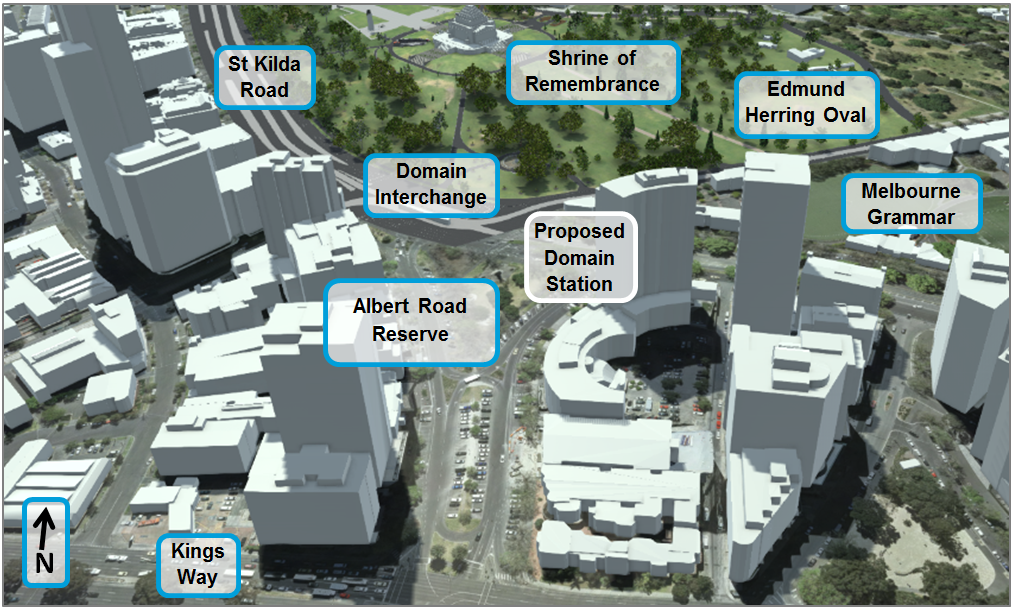 St Kilda
Road
Shrine of
Remembrance
Edmund
Herring Oval
Domain
Interchange
Melbourne
Grammar
Proposed
Domain
Station
Albert Road
Reserve
N
Kings
Way